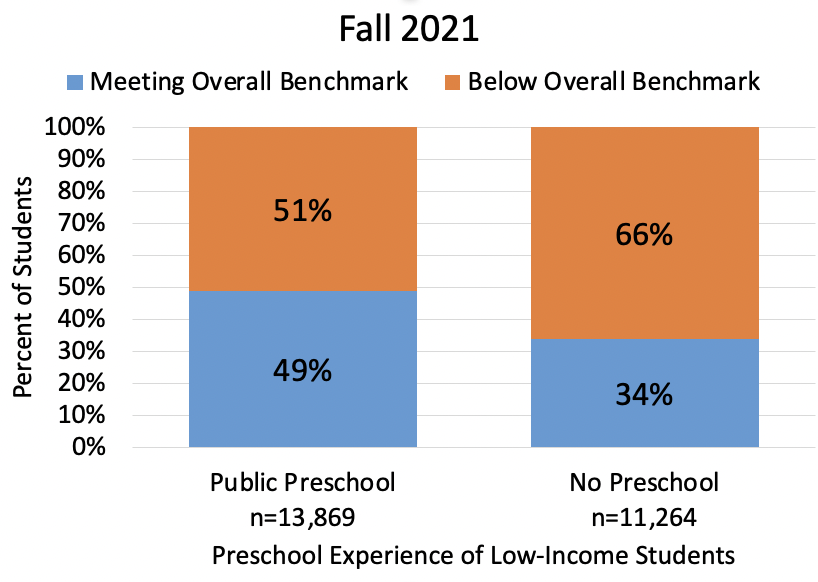 Fall 2021
Meeting Overall Benchmark Below Overall Benchmark
100%
90%
80%
70%
60%
50%
40%
30%
20%
10%
0%
Percent of Students
51%
66%
49%
34%
Public Preschool No Preschool
n=13,869 n=11,264
Preschool Experience of Low-Income Students